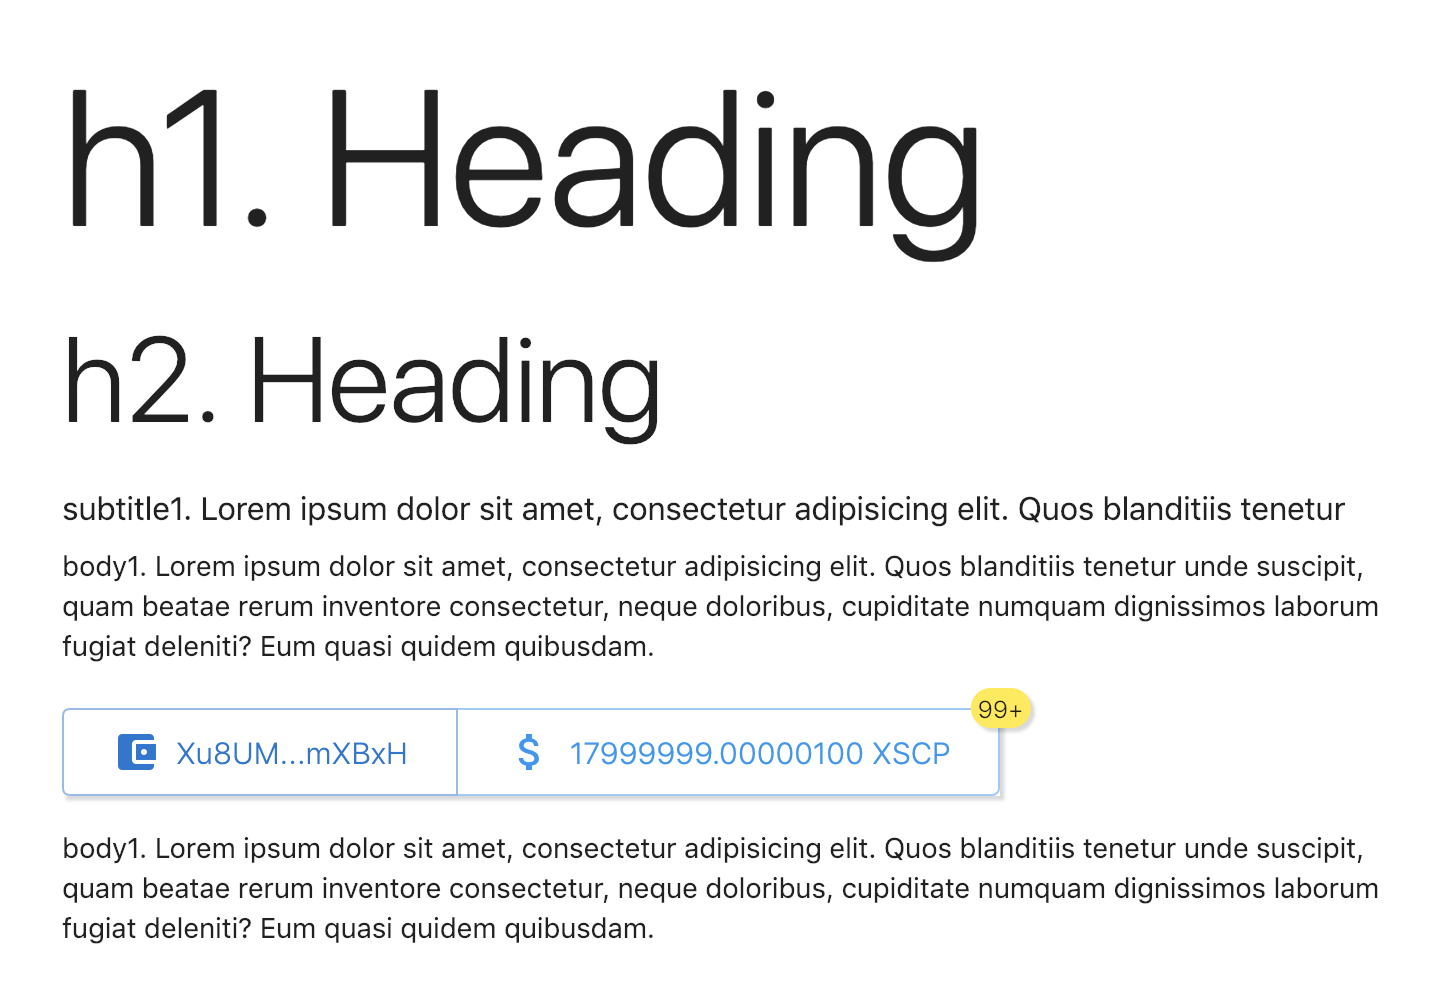 h1. Heading
h2. Heading
subtitle1. Lorem ipsum dolor sit amet, consectetur adipisicing elit. Quos blanditiis tenetur
body1. Lorem ipsum dolor sit amet, consectetur adipisicing elit. Quos blanditiis tenetur unde suscipit,
quam beatae rerum inventore consectetur, neque doloribus, cupiditate numquam dignissimos laborum
fugiat deleniti? Eum quasi quidem quibusdam.
99+
Xu8UM...mXBxH $ 17999999.00000100 XSCP
body1. Lorem ipsum dolor sit amet, consectetur adipisicing elit. Quos blanditiis tenetur unde suscipit,
quam beatae rerum inventore consectetur, neque doloribus, cupiditate numquam dignissimos laborum
fugiat deleniti? Eum quasi quidem quibusdam.